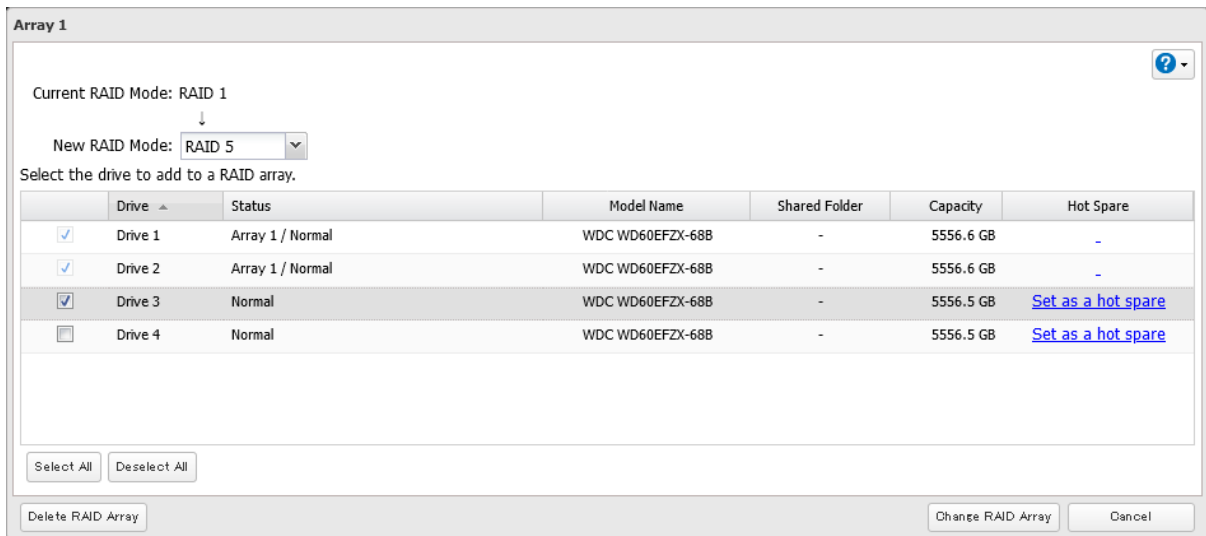 Array 1
?
Current RAID Mode: RAID 1
↓
New RAID Mode: RAID 5
Select the drive to add to a RAID array.
Drive Status Model Name Shared Folder Capacity Hot Spare
Drive 1 Array 1 / Normal WDC WD60EFZX-68B - 5556.6 GB -
Drive 2 Array 1 / Normal WDC WD60EFZX-68B - 5556.6 GB -
Drive 3 Normal WDC WD60EFZX-68B - 5556.5 GB Set as a hot spare
Drive 4 Normal WDC WD60EFZX-68B - 5556.5 GB Set as a hot spare
Select All Deselect All
Delete RAID Array Change RAID Array Cancel